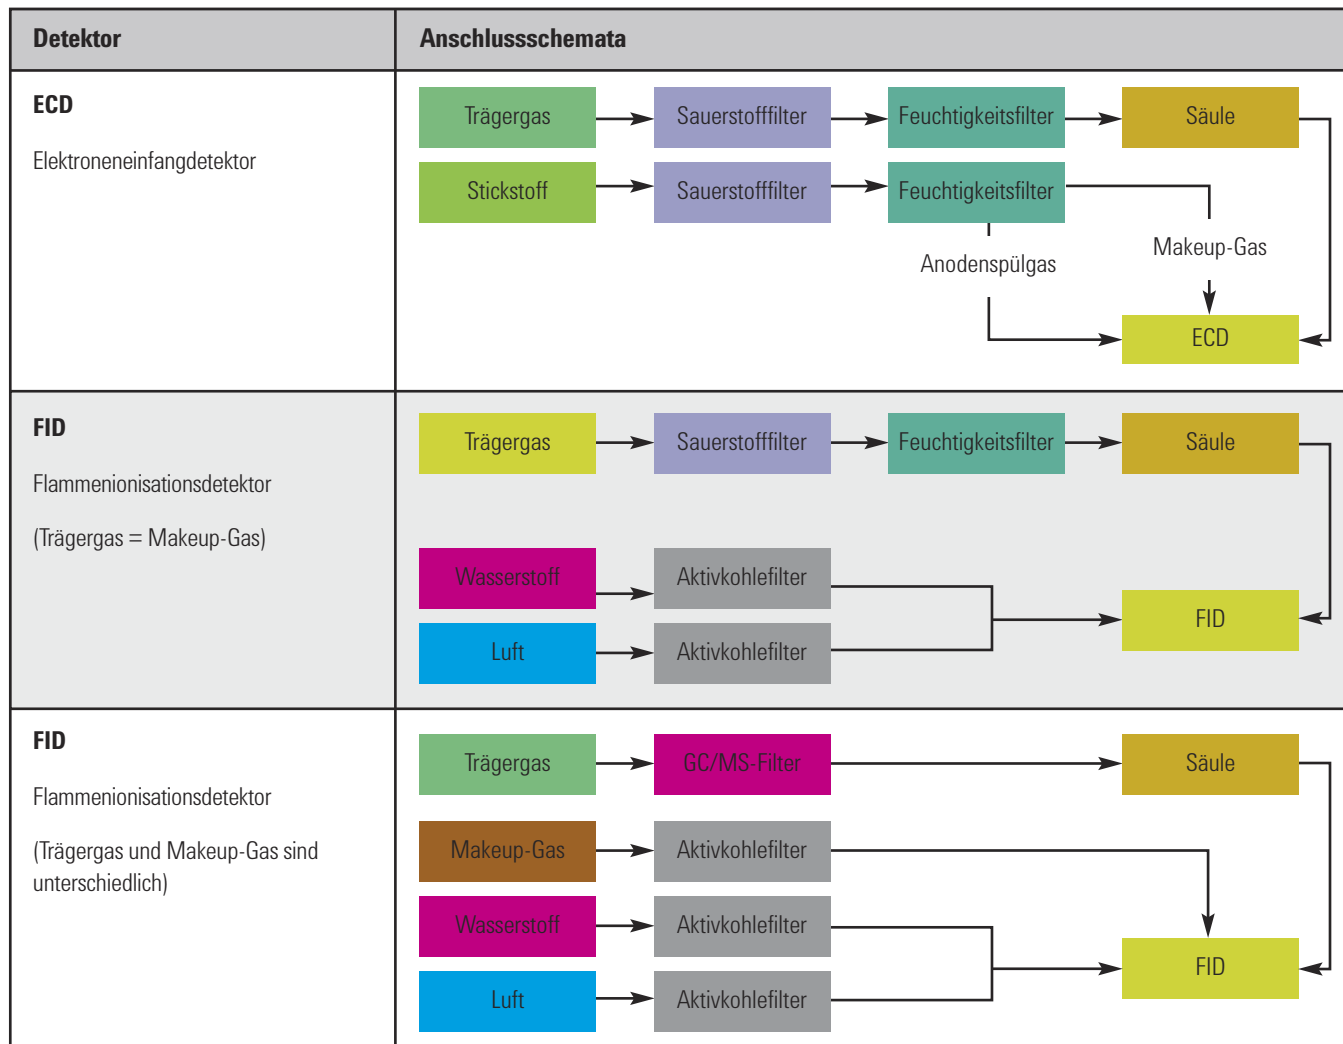 Detektor
Anschlussschemata
ECD
Elektroneneinfangdetektor
Trägergas
Sauerstofffilter
Feuchtigkeitsfilter
Säule
Stickstoff
Sauerstofffilter
Feuchtigkeitsfilter
Anodenspülgas
Makeup-Gas
ECD
FID
Flammenionisationsdetektor
(Trägergas = Makeup-Gas)
Trägergas
Sauerstofffilter
Feuchtigkeitsfilter
Säule
Wasserstoff
Aktivkohlefilter
Luft
Aktivkohlefilter
FID
FID
Flammenionisationsdetektor
(Trägergas und Makeup-Gas sind
unterschiedlich)
Trägergas
GC/MS-Filter
Säule
Makeup-Gas
Aktivkohlefilter
Wasserstoff
Aktivkohlefilter
Luft
Aktivkohlefilter
FID